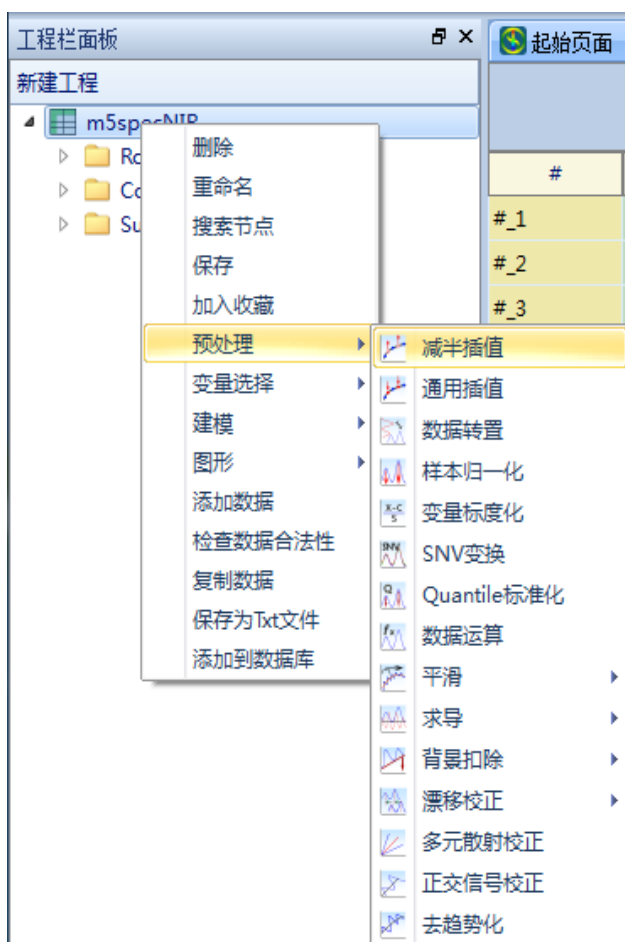 工程栏面板
起始页面
新建工程
m5specNIR
Ro
Co
Su
#
#_1
#_2
#_3
删除
重命名
搜索节点
保存
加入收藏
预处理
变量选择
建模
图形
添加数据
检查数据合法性
复制数据
保存为Txt文件
添加到数据库
减半插值
通用插值
数据转置
样本归一化
变量标度化
SNV变换
Quantile标准化
数据运算
平滑
求导
背景扣除
漂移校正
多元散射校正
正交信号校正
去趋势化